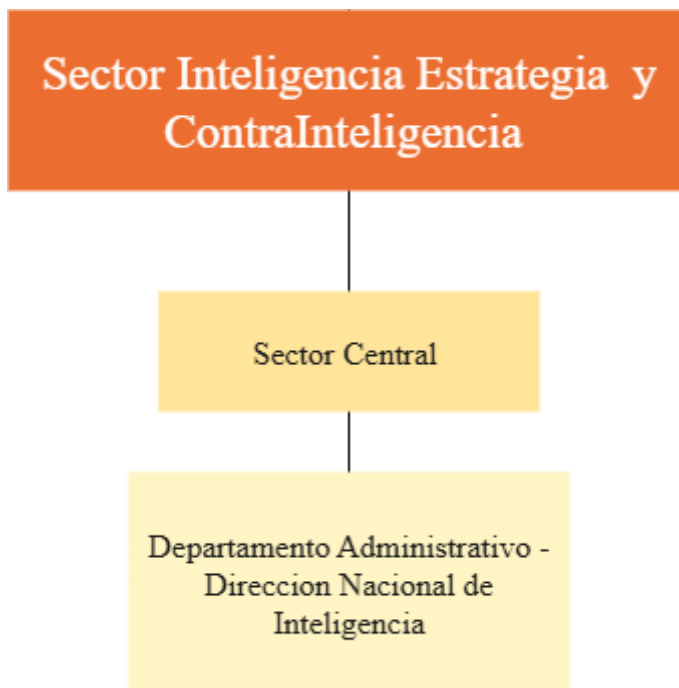 Sector Inteligencia Estrategia y
ContraInteligencia
Sector Central
Departamento Administrativo -
Direccion Nacional de
Inteligencia